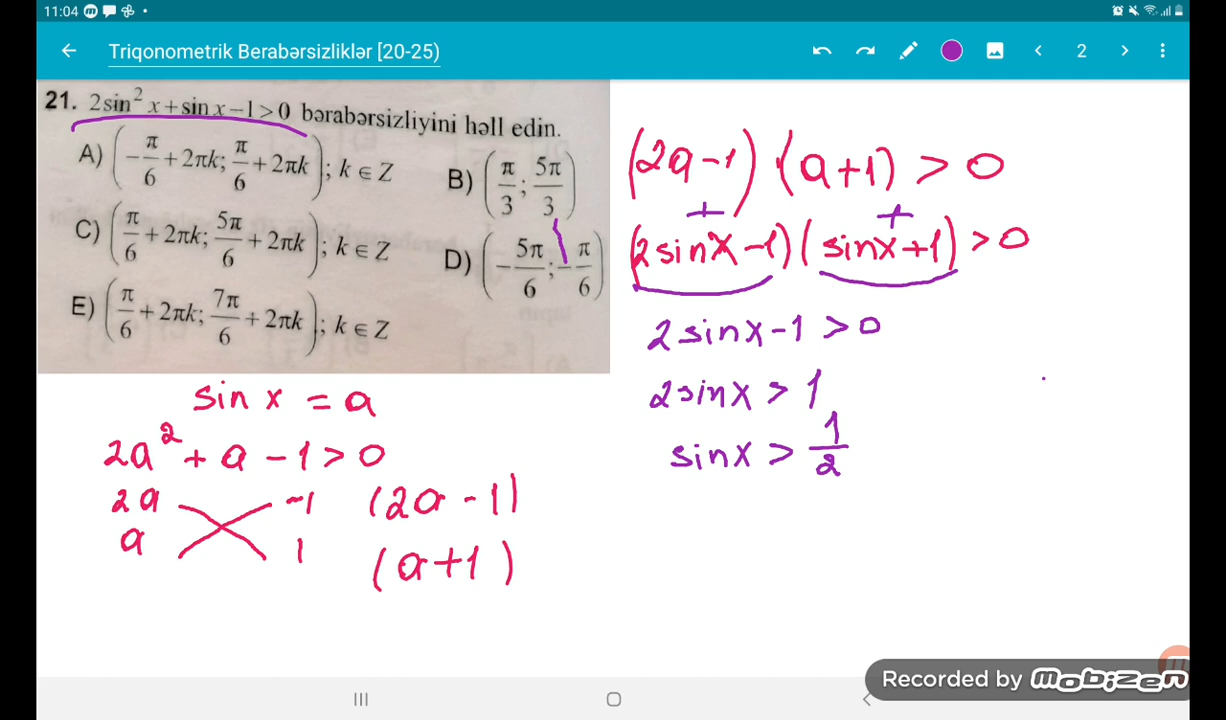 11:04
Triqonometrik Berabərsizliklər [20-25]
2
21. 2sin² x+sin x−1>0 bərabərsizliyini həll edin.
A) (−π/6+2πk; π/6+2πk); k∈Z
B) (π/3; 5π/3)
C) (π/6+2πk; 5π/6+2πk); k∈Z
D) (−5π/6; −π/6)
E) (π/6+2πk; 7π/6+2πk); k∈Z
sin x = a
2a² + a − 1 > 0
2a −1 (2a − 1)
a 1 (a+1)
(2a−1)·(a+1) > 0
+ +
(2sinx−1)(sinx+1)>0
2sinx−1>0
2sinx > 1
sinx > 1/2
Recorded by mobizen